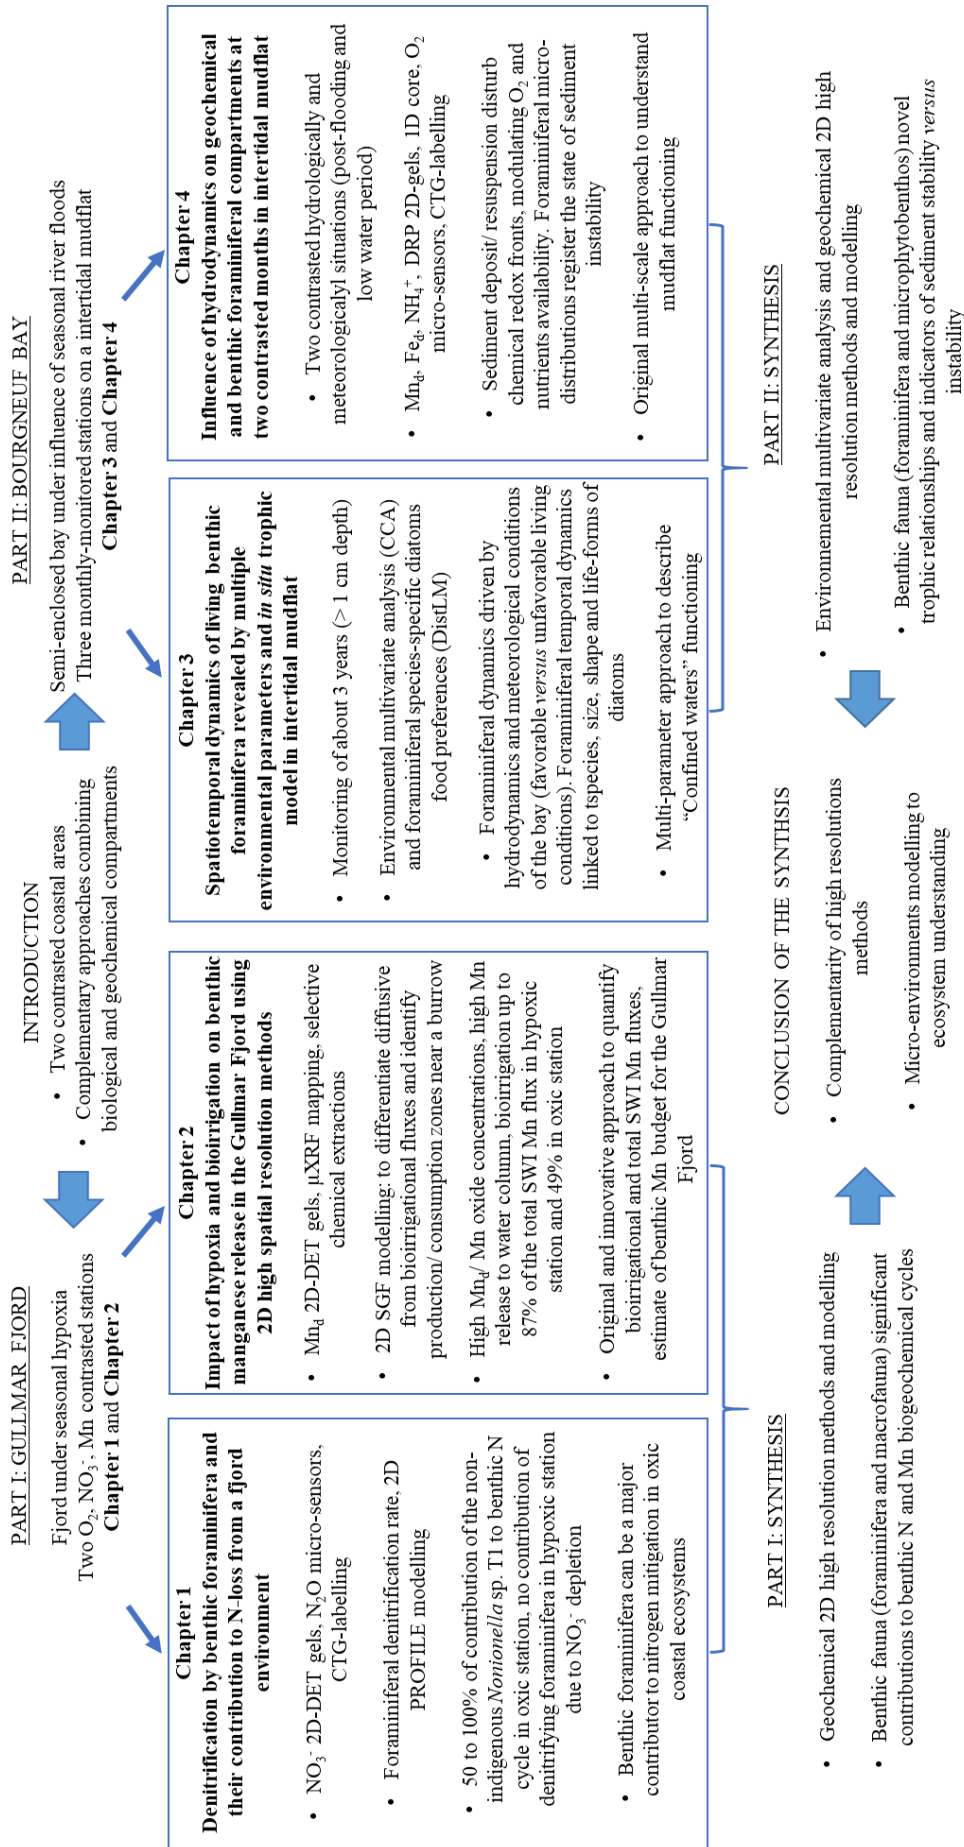 PART I: GULLMAR FJORD
Fjord under seasonal hypoxia
Two O2, NO3-, Mn contrasted stations
Chapter 1 and Chapter 2
INTRODUCTION
• Two contrasted coastal areas
• Complementary approaches combining
biological and geochemical compartments
PART II: BOURGNEUF BAY
Semi-enclosed bay under influence of seasonal river floods
Three monthly-monitored stations on a intertidal mudflat
Chapter 3 and Chapter 4
Chapter 1
Denitrification by benthic foraminifera and
their contribution to N-loss from a fjord
environment
• NO3- 2D-DET gels, N2O micro-sensors,
CTG-labelling
• Foraminiferal denitrification rate, 2D
PROFILE modelling
• 50 to 100% of contribution of the non-
indigenous Nonionella sp. T1 to benthic N
cycle in oxic station, no contribution of
denitrifying foraminifera in hypoxic station
due to NO3- depletion
• Benthic foraminifera can be a major
contributor to nitrogen mitigation in oxic
coastal ecosystems
Chapter 2
Impact of hypoxia and bioirrigation on benthic
manganese release in the Gullmar Fjord using
2D high spatial resolution methods
• Mnd 2D-DET gels, µXRF mapping, selective
chemical extractions
• 2D SGF modelling: to differentiate diffusive
from bioirrigational fluxes and identify
production/ consumption zones near a burrow
• High Mnd/ Mn oxide concentrations, high Mn
release to water column, bioirrigation up to
87% of the total SWI Mn flux in hypoxic
station and 49% in oxic station
• Original and innovative approach to quantify
bioirrigational and total SWI Mn fluxes,
estimate of benthic Mn budget for the Gullmar
Fjord
Chapter 3
Spatiotemporal dynamics of living benthic
foraminifera revealed by multiple
environmental parameters and in situ trophic
model in intertidal mudflat
• Monitoring of about 3 years (> 1 cm depth)
• Environmental multivariate analysis (CCA)
and foraminiferal species-specific diatoms
food preferences (DistLM)
• Foraminiferal dynamics driven by
hydrodynamics and meteorological conditions
of the bay (favorable versus unfavorable living
conditions). Foraminiferal temporal dynamics
linked to tspecies, size, shape and life-forms of
diatoms
• Multi-parameter approach to describe
“Confined waters” functioning
Chapter 4
Influence of hydrodynamics on geochemical
and benthic foraminiferal compartments at
two contrasted months in intertidal mudflat
• Two contrasted hydrologically and
meteorologicalyl situations (post-flooding and
low water period)
• Mnd, Fed, NH4+, DRP 2D-gels, 1D core, O2
micro-sensors, CTG-labelling
• Sediment deposit/ resuspension disturb
chemical redox fronts, modulating O2 and
nutrients availability. Foraminiferal micro-
distributions register the state of sediment
instability
• Original multi-scale approach to understand
mudflat functioning
PART I: SYNTHESIS
• Geochemical 2D high resolution methods and modelling
• Benthic fauna (foraminifera and macrofauna) significant
contributions to benthic N and Mn biogeochemical cycles
CONCLUSION OF THE SYNTHSIS
• Complementarity of high resolutions
methods
• Micro-environments modelling to
ecosystem understanding
PART II: SYNTHESIS
• Environmental multivariate analysis and geochemical 2D high
resolution methods and modelling
• Benthic fauna (foraminifera and microphytobenthos) novel
trophic relationships and indicators of sediment stability versus
instability